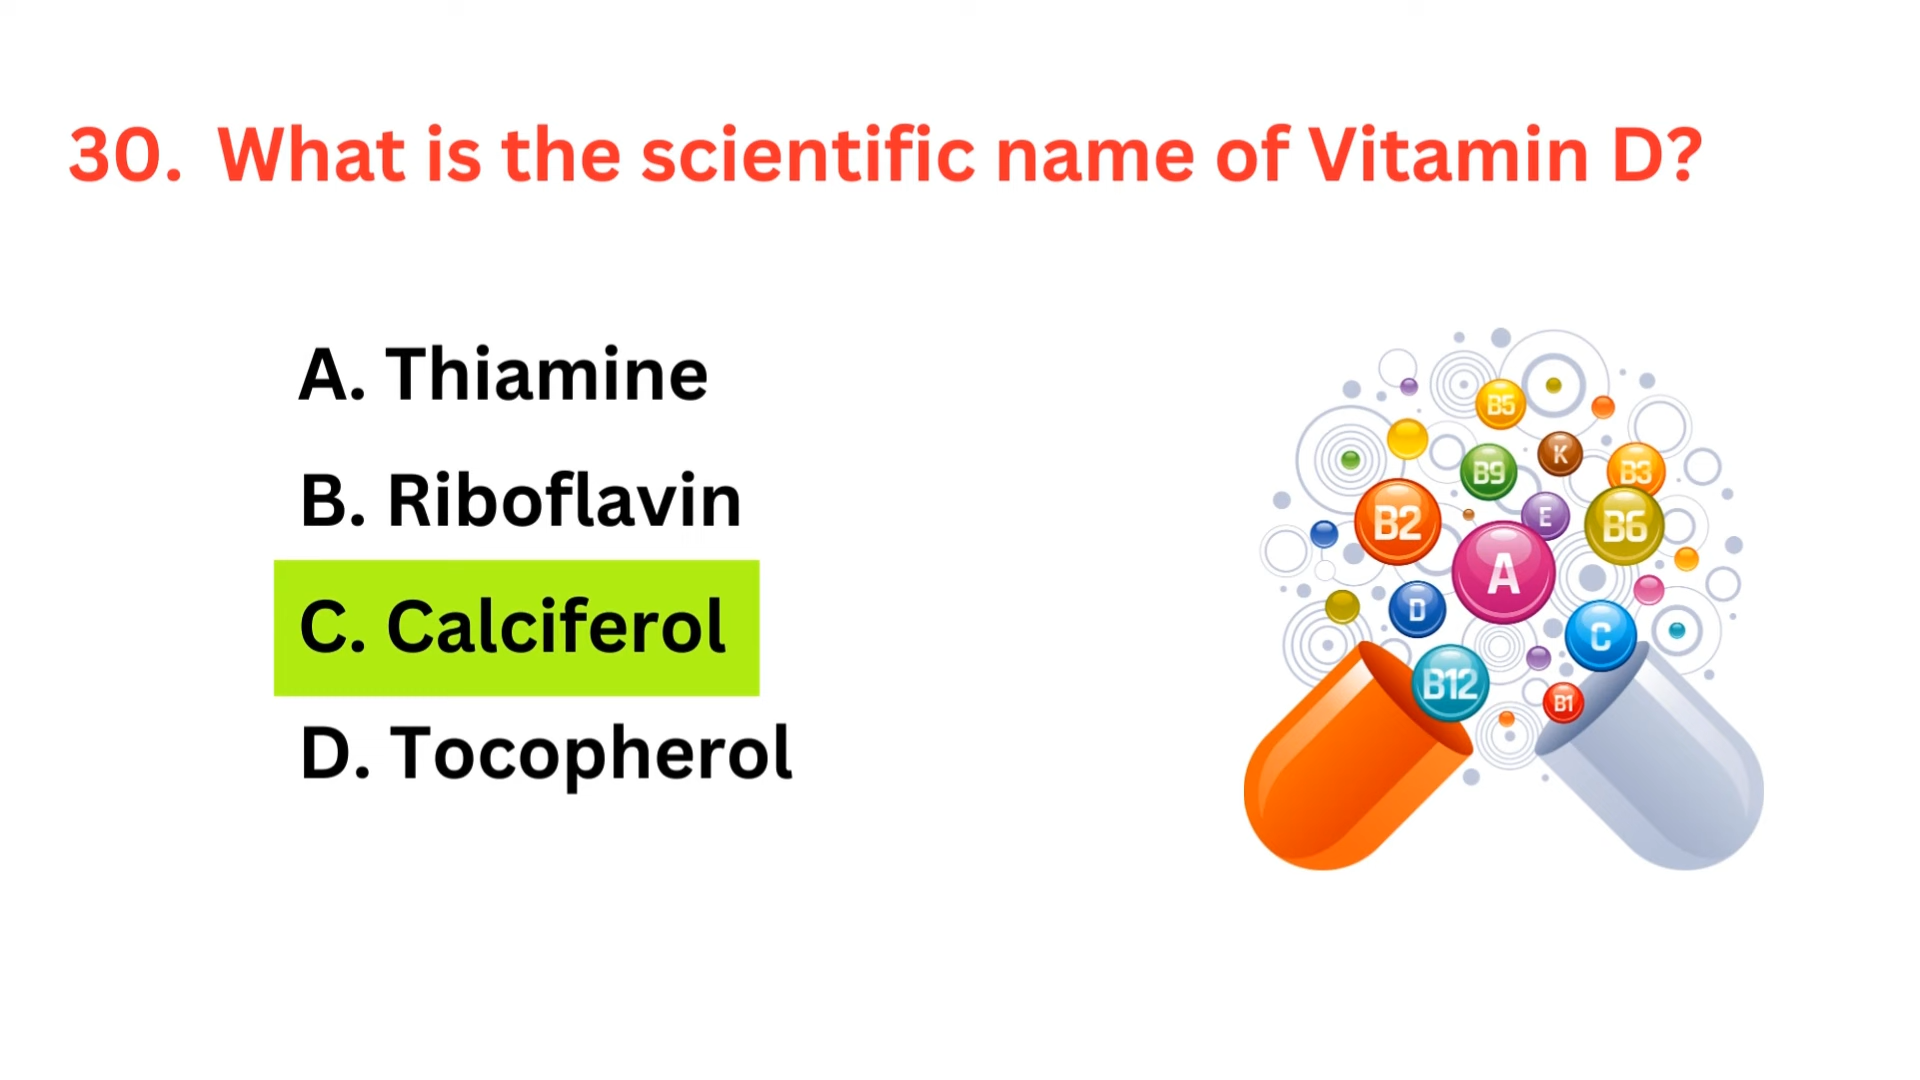 30. What is the scientific name of Vitamin D?
A. Thiamine
B. Riboflavin
C. Calciferol
D. Tocopherol
B5
K
B9
B3
B2
E
B6
A
D
C
B12
B1